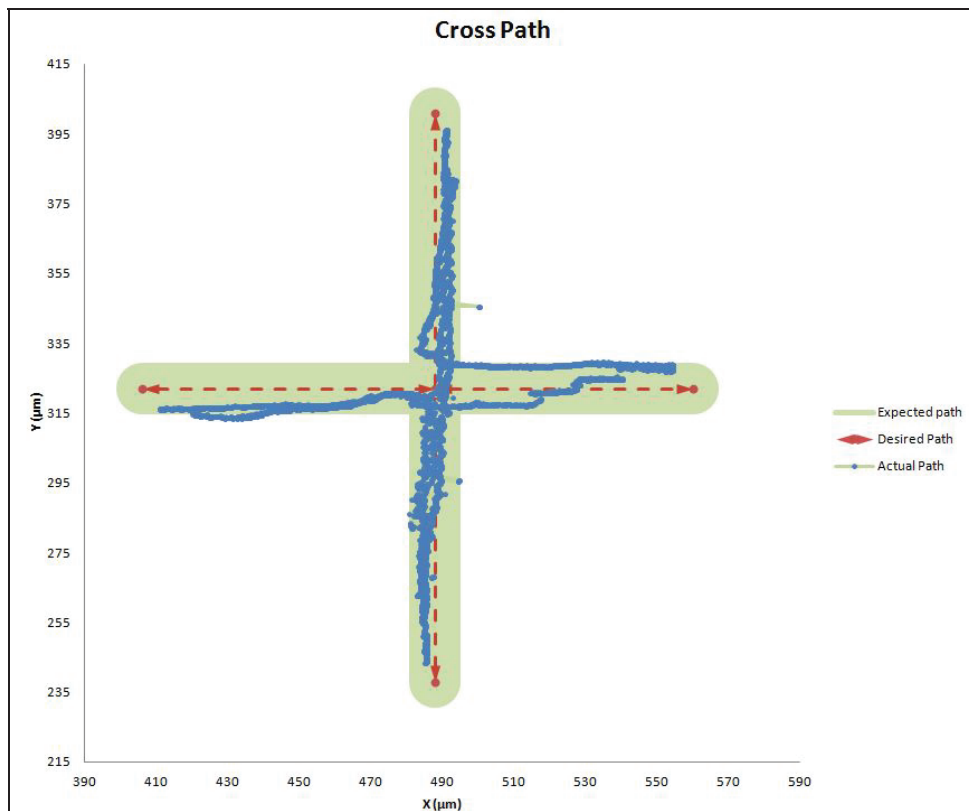 Cross Path
415
395
375
355
335
315
295
275
255
235
215
Y (µm)
390 410 430 450 470 490 510 530 550 570 590
X (µm)
Expected path
Desired Path
Actual Path